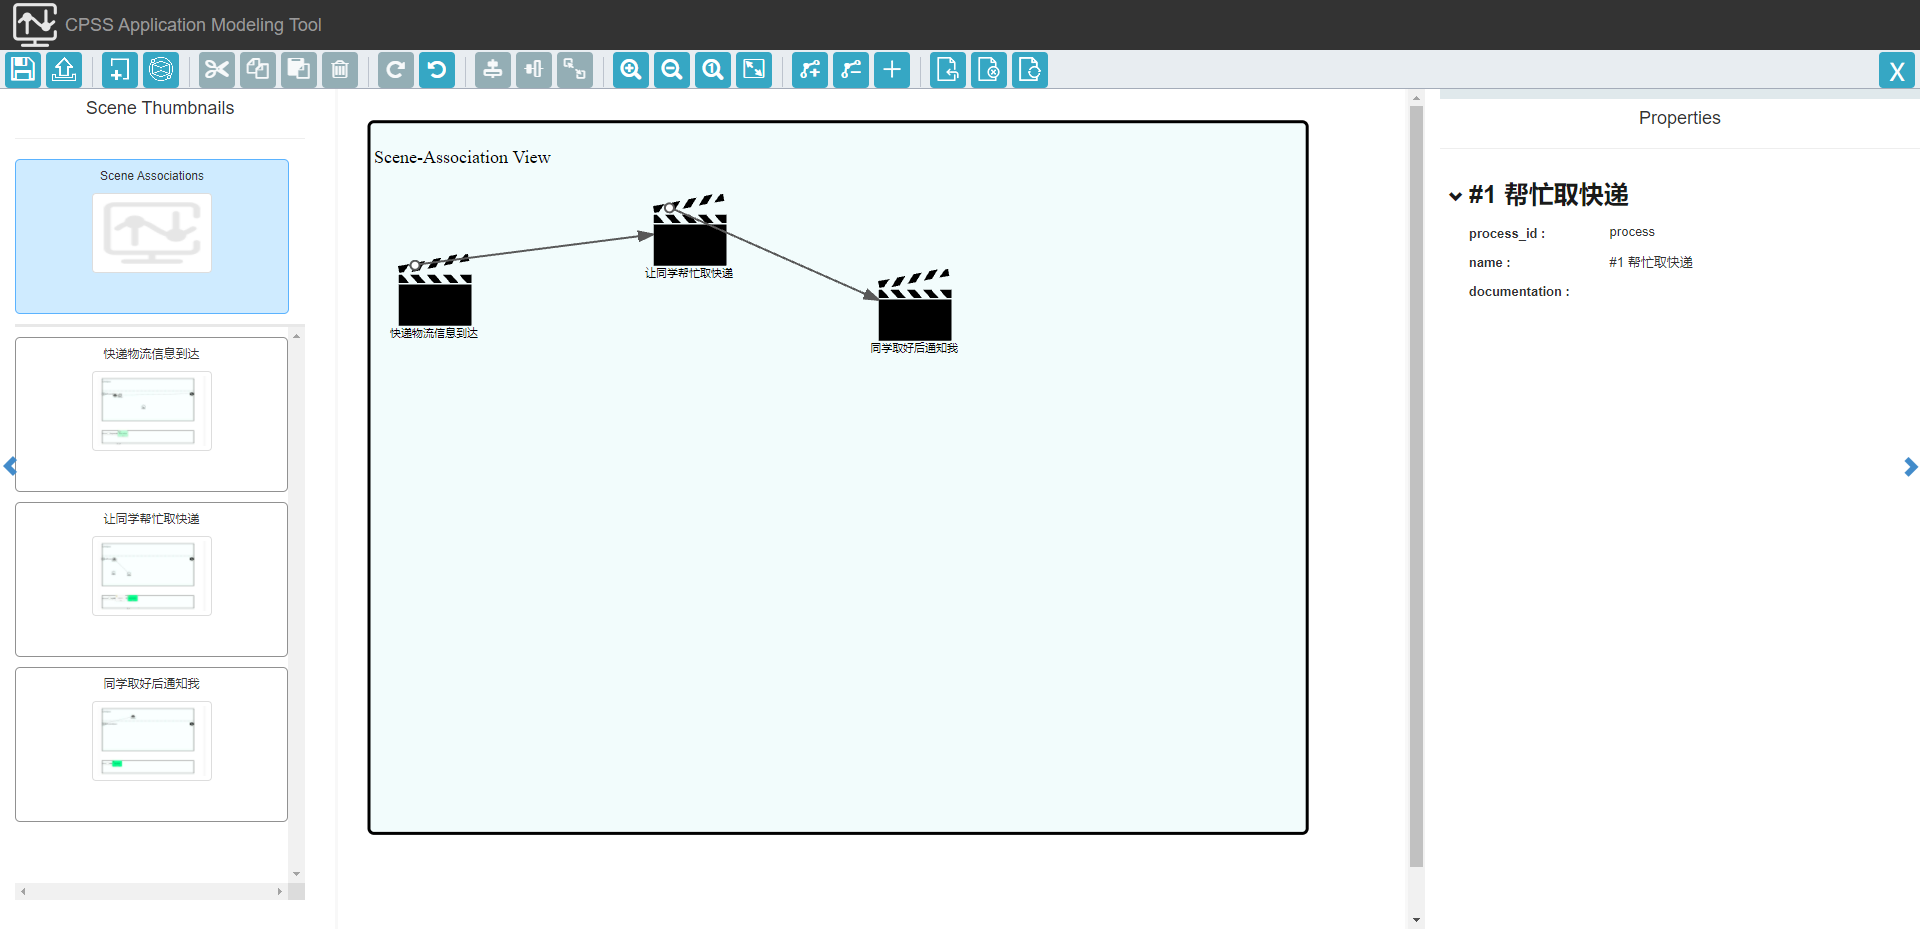 CPSS Application Modeling Tool
X
Scene Thumbnails
Scene Associations
快递物流信息到达
让同学帮忙取快递
同学取好后通知我
Scene-Association View
让同学帮忙取快递
快递物流信息到达
同学取好后通知我
Properties
#1 帮忙取快递
process_id : process
name : #1 帮忙取快递
documentation :